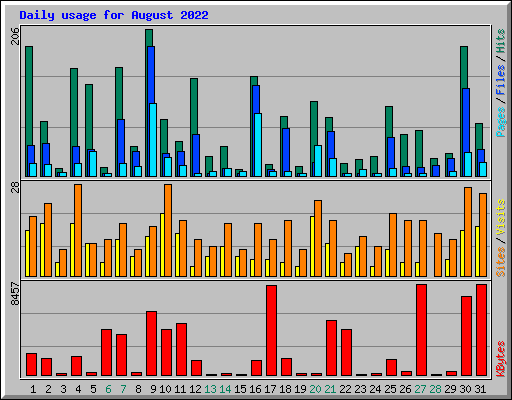 Daily usage for August 2022
206
28
8457
Pages / Files / Hits
Sites / Visits
KBytes
1 2 3 4 5 6 7 8 9 10 11 12 13 14 15 16 17 18 19 20 21 22 23 24 25 26 27 28 29 30 31